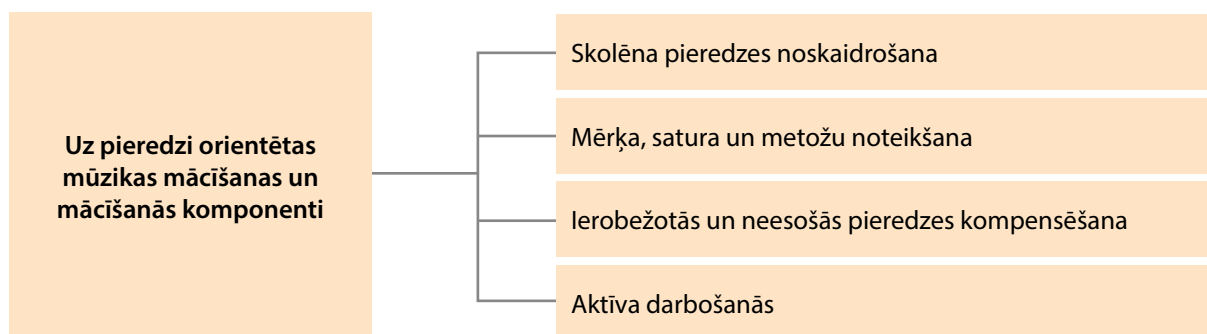 Uz pieredzi orientētas
mūzikas mācīšanas un
mācīšanās komponenti
Skolēna pieredzes noskaidrošana
Mērķa, satura un metožu noteikšana
Ierobežotās un neesošās pieredzes kompensēšana
Aktīva darbošanās